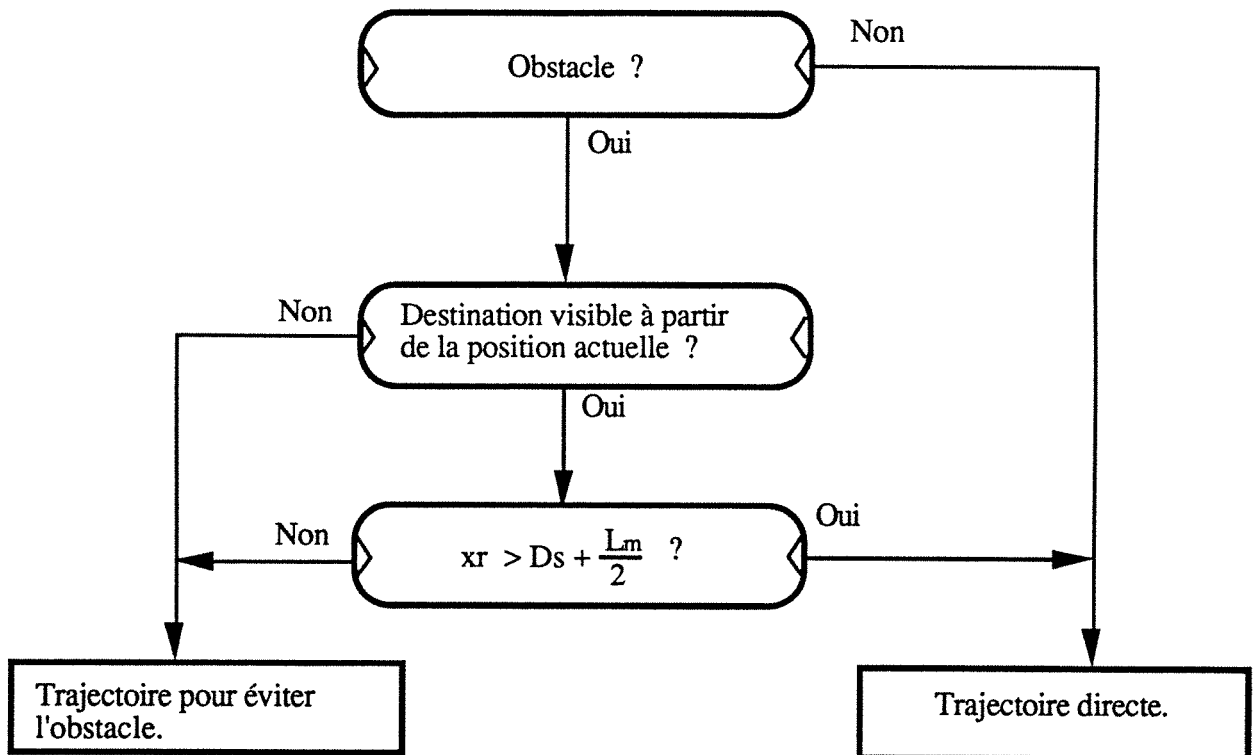 Non
Obstacle ?
Oui
Non
Destination visible à partir
de la position actuelle ?
Oui
Non
xr > Ds + Lm/2 ?
Oui
Trajectoire pour éviter
l'obstacle.
Trajectoire directe.